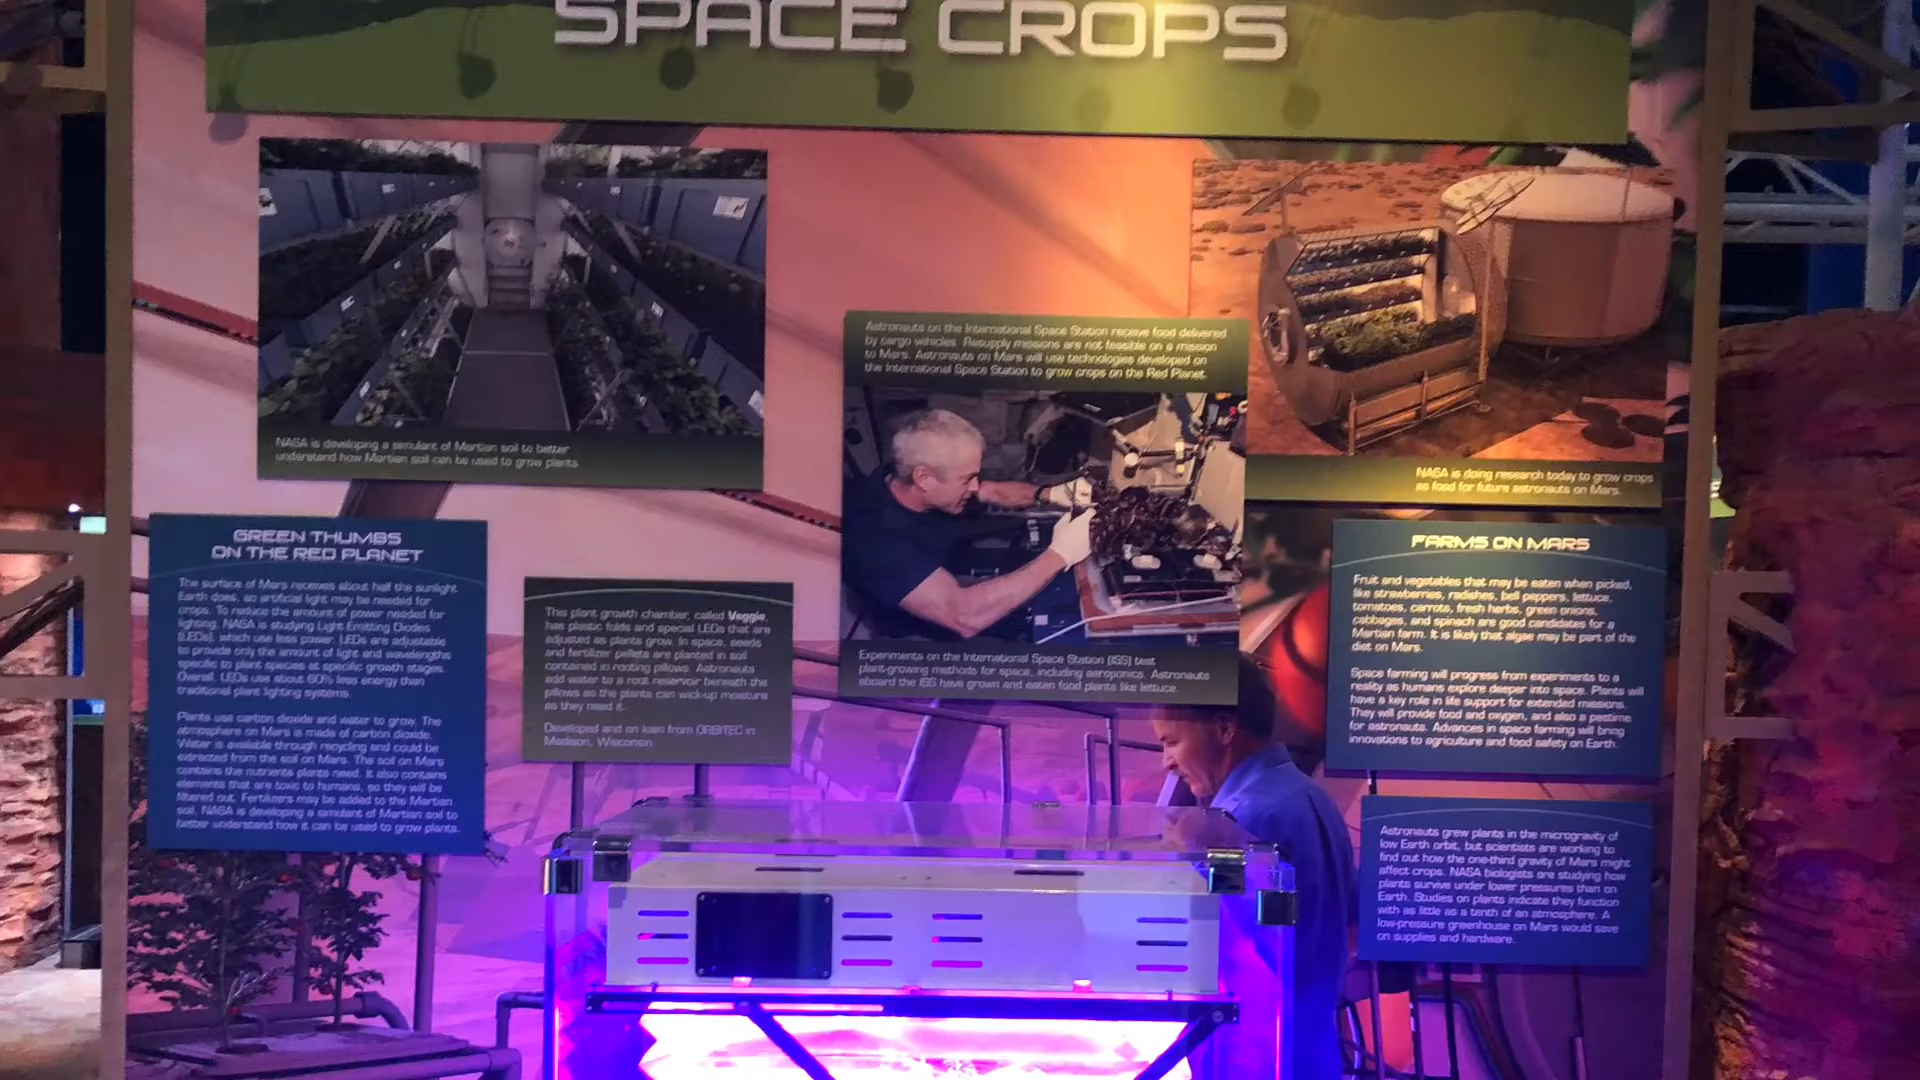 SPACE CROPS
NASA is developing a simulant of Martian soil to better
understand how Martian soil can be used to grow plants.
Astronauts on the International Space Station receive food delivered
by cargo vehicles. Resupply missions are not feasible on a mission
to Mars. Astronauts on Mars will use technologies developed on
the International Space Station to grow crops on the Red Planet.
NASA is doing research today to grow crops
as food for future astronauts on Mars.
GREEN THUMBS
ON THE RED PLANET
The surface of Mars receives about half the sunlight
Earth does, so artificial light may be needed for
crops. To reduce the amount of power needed for
lighting, NASA is studying Light Emitting Diodes
(LEDs), which use less power. LEDs are adjustable
to provide only the amount of light and wavelengths
specific to plant species at specific growth stages.
Overall, LEDs use about 60% less energy than
traditional plant lighting systems.
Plants use carbon dioxide and water to grow. The
atmosphere on Mars is made of carbon dioxide.
Water is available through recycling and could be
extracted from the soil on Mars. The soil on Mars
contains the nutrients plants need. It also contains
elements that are toxic to humans, so they will be
filtered out. Fertilizers may be added to the Martian
soil. NASA is developing a simulant of Martian soil to
better understand how it can be used to grow plants.
This plant growth chamber, called Veggie,
has plastic folds and special LEDs that are
adjusted as plants grow. In space, seeds
and fertilizer pellets are planted in soil
contained in rooting pillows. Astronauts
add water to a root reservoir beneath the
pillows so the plants can wick-up moisture
as they need it.
Developed and on loan from ORBITEC in
Madison, Wisconsin
Experiments on the International Space Station (ISS) test
plant-growing methods for space, including aeroponics. Astronauts
aboard the ISS have grown and eaten food plants like lettuce.
FARMS ON MARS
Fruit and vegetables that may be eaten when picked,
like strawberries, radishes, bell peppers, lettuce,
tomatoes, carrots, fresh herbs, green onions,
cabbages, and spinach are good candidates for a
Martian farm. It is likely that algae may be part of the
diet on Mars.
Space farming will progress from experiments to a
reality as humans explore deeper into space. Plants will
have a key role in life support for extended missions.
They will provide food and oxygen, and also a pastime
for astronauts. Advances in space farming will bring
innovations to agriculture and food safety on Earth.
Astronauts grew plants in the microgravity of
low Earth orbit, but scientists are working to
find out how the one-third gravity of Mars might
affect crops. NASA biologists are studying how
plants survive under lower pressures than on
Earth. Studies on plants indicate they function
with as little as a tenth of an atmosphere. A
low-pressure greenhouse on Mars would save
on supplies and hardware.